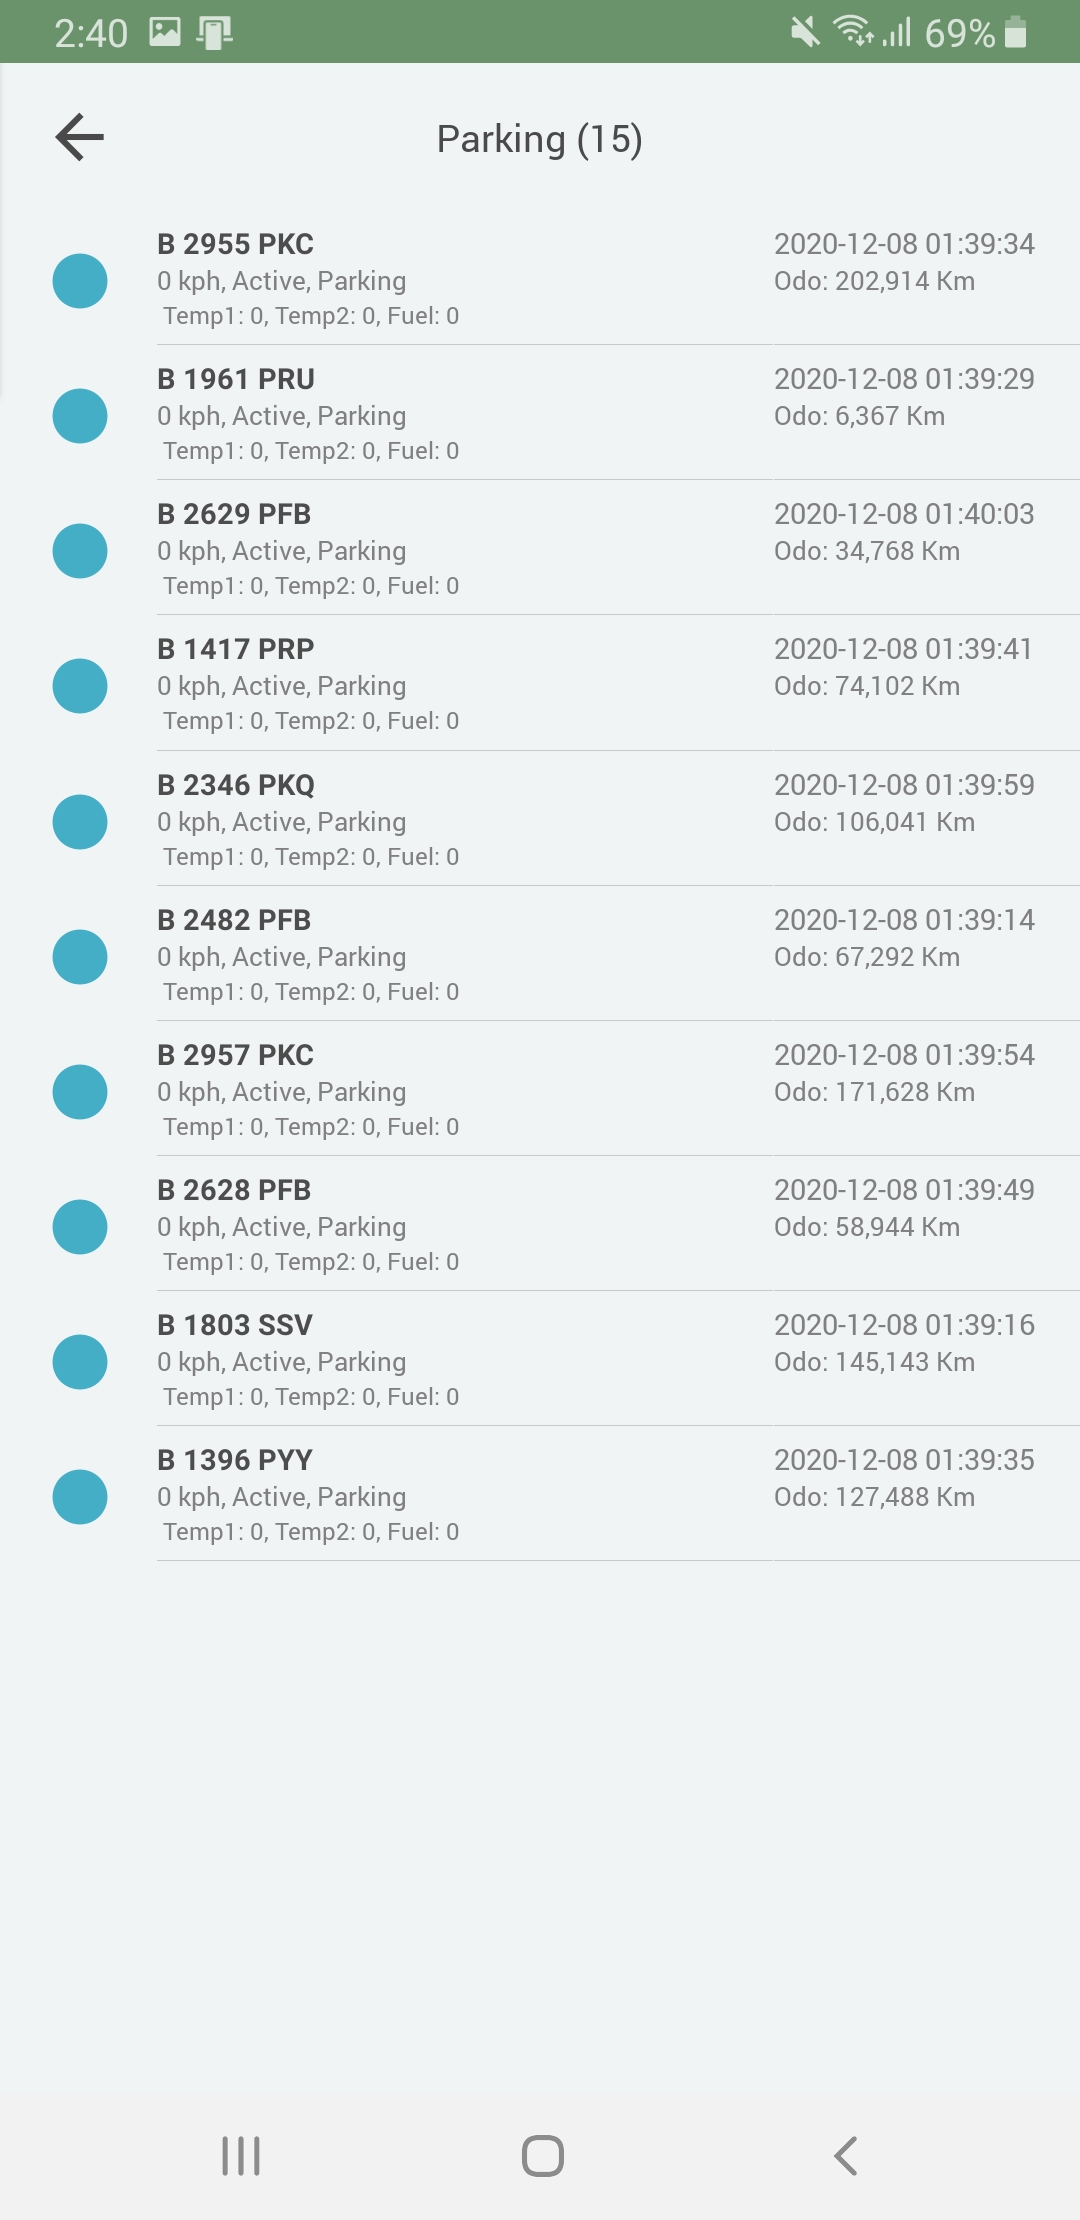 2:40 69%
Parking (15)
B 2955 PKC 2020-12-08 01:39:34
0 kph, Active, Parking Odo: 202,914 Km
Temp1: 0, Temp2: 0, Fuel: 0
B 1961 PRU 2020-12-08 01:39:29
0 kph, Active, Parking Odo: 6,367 Km
Temp1: 0, Temp2: 0, Fuel: 0
B 2629 PFB 2020-12-08 01:40:03
0 kph, Active, Parking Odo: 34,768 Km
Temp1: 0, Temp2: 0, Fuel: 0
B 1417 PRP 2020-12-08 01:39:41
0 kph, Active, Parking Odo: 74,102 Km
Temp1: 0, Temp2: 0, Fuel: 0
B 2346 PKQ 2020-12-08 01:39:59
0 kph, Active, Parking Odo: 106,041 Km
Temp1: 0, Temp2: 0, Fuel: 0
B 2482 PFB 2020-12-08 01:39:14
0 kph, Active, Parking Odo: 67,292 Km
Temp1: 0, Temp2: 0, Fuel: 0
B 2957 PKC 2020-12-08 01:39:54
0 kph, Active, Parking Odo: 171,628 Km
Temp1: 0, Temp2: 0, Fuel: 0
B 2628 PFB 2020-12-08 01:39:49
0 kph, Active, Parking Odo: 58,944 Km
Temp1: 0, Temp2: 0, Fuel: 0
B 1803 SSV 2020-12-08 01:39:16
0 kph, Active, Parking Odo: 145,143 Km
Temp1: 0, Temp2: 0, Fuel: 0
B 1396 PYY 2020-12-08 01:39:35
0 kph, Active, Parking Odo: 127,488 Km
Temp1: 0, Temp2: 0, Fuel: 0